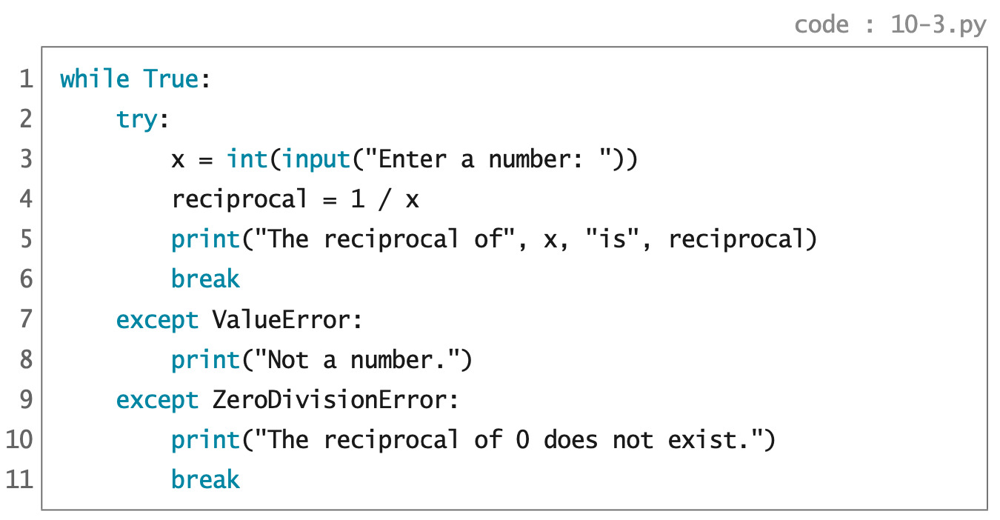 code : 10-3.py
1 while True:
2     try:
3         x = int(input("Enter a number: "))
4         reciprocal = 1 / x
5         print("The reciprocal of", x, "is", reciprocal)
6         break
7     except ValueError:
8         print("Not a number.")
9     except ZeroDivisionError:
10         print("The reciprocal of 0 does not exist.")
11         break